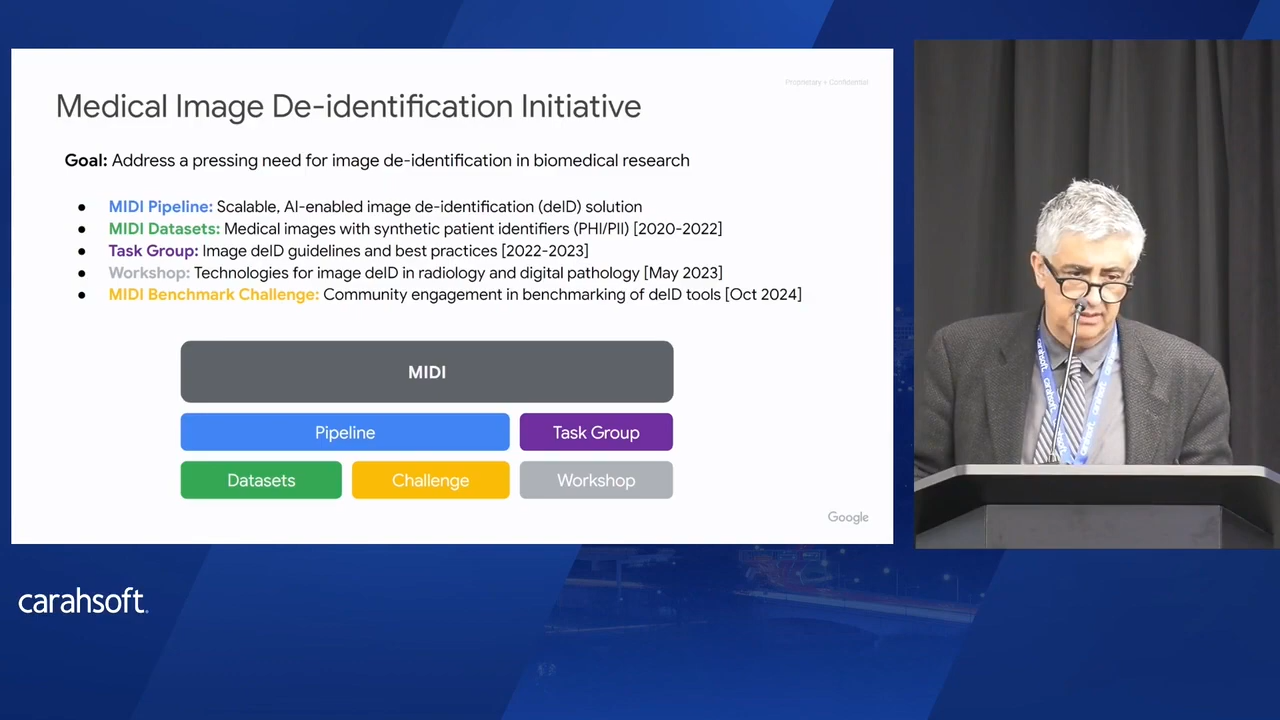 Proprietary + Confidential
Medical Image De-identification Initiative
Goal: Address a pressing need for image de-identification in biomedical research
● MIDI Pipeline: Scalable, AI-enabled image de-identification (deID) solution
● MIDI Datasets: Medical images with synthetic patient identifiers (PHI/PII) [2020-2022]
● Task Group: Image deID guidelines and best practices [2022-2023]
● Workshop: Technologies for image deID in radiology and digital pathology [May 2023]
● MIDI Benchmark Challenge: Community engagement in benchmarking of deID tools [Oct 2024]
MIDI
Pipeline
Task Group
Datasets
Challenge
Workshop
Google
carahsoft.
carahsoft
carahsoft